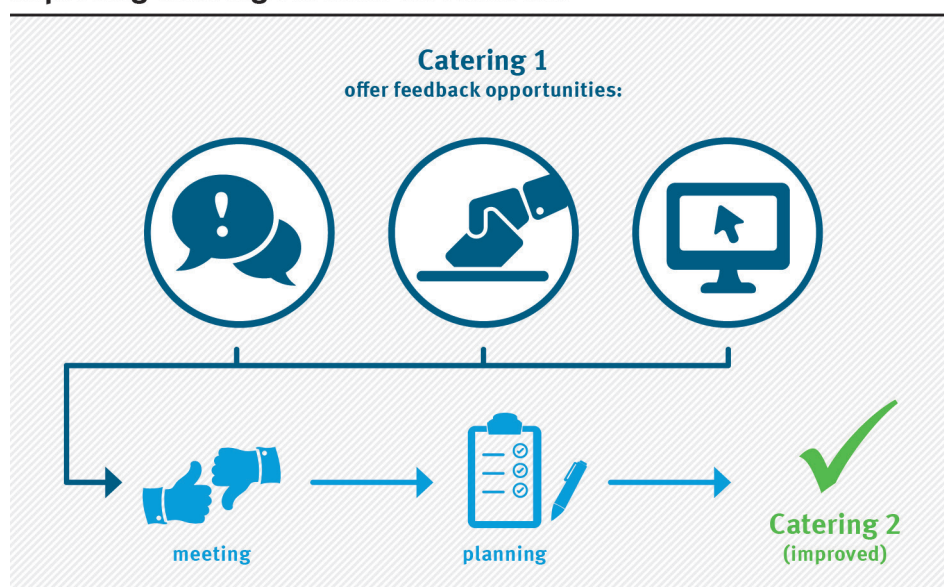 Catering 1
offer feedback opportunities:
!
meeting
planning
Catering 2
(improved)